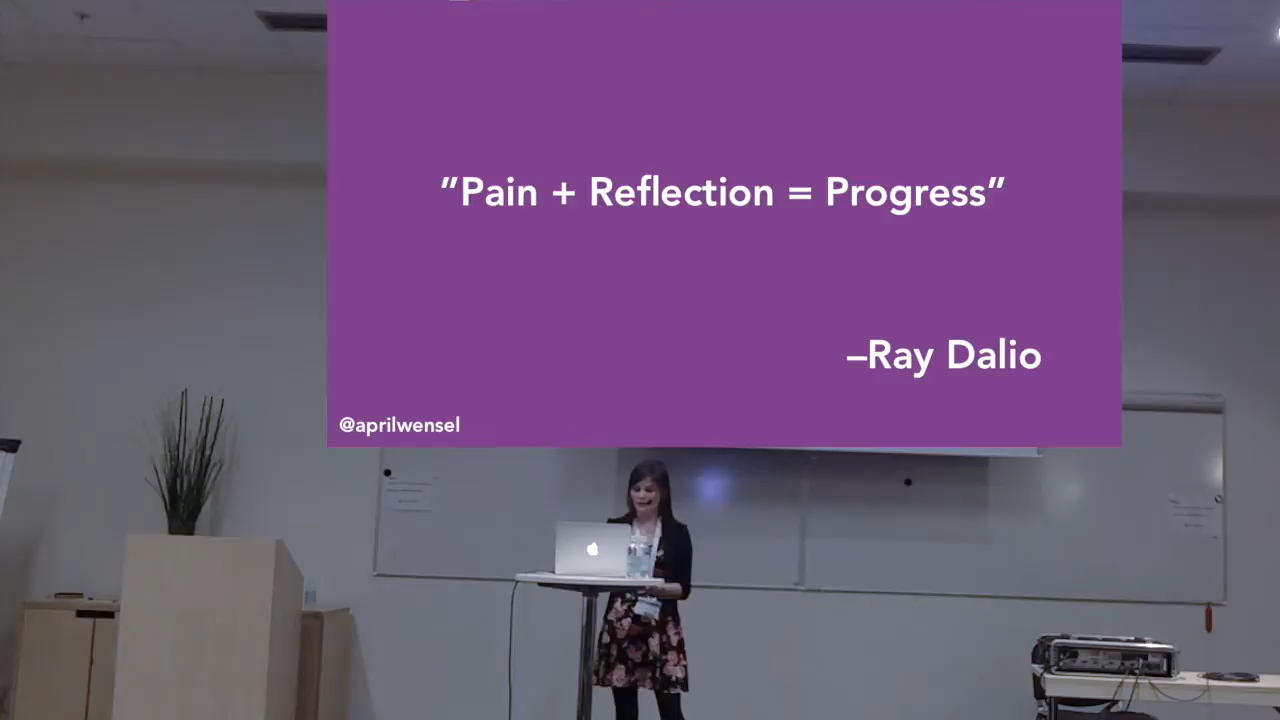 ”Pain + Reflection = Progress”
–Ray Dalio
@aprilwensel